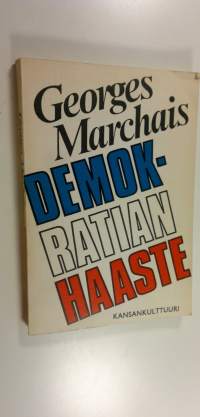 Georges
Marchais
DEMOK-
RATIAN
HAASTE
KANSANKULTTUURI